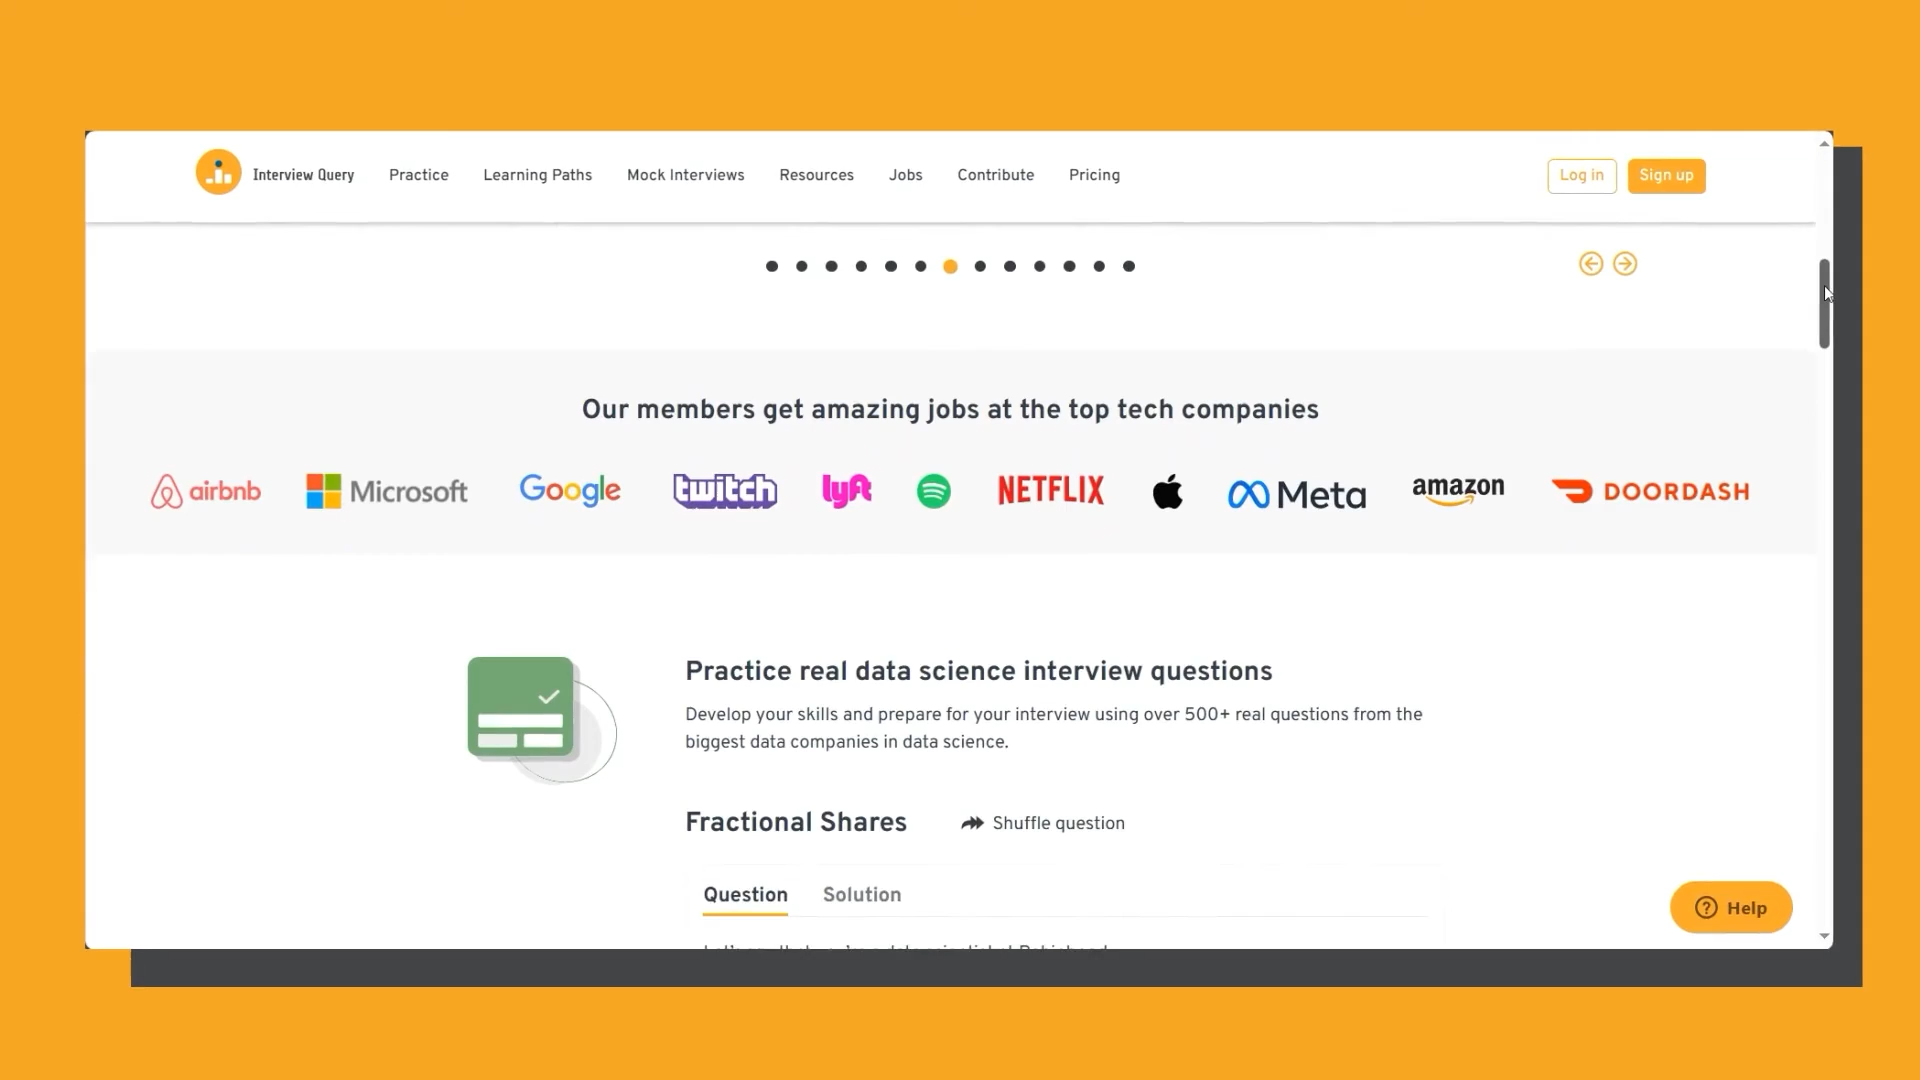 Interview Query Practice Learning Paths Mock Interviews Resources Jobs Contribute Pricing Log in Sign up
Our members get amazing jobs at the top tech companies
airbnb Microsoft Google twitch lyft NETFLIX Meta amazon DOORDASH
Practice real data science interview questions
Develop your skills and prepare for your interview using over 500+ real questions from the
biggest data companies in data science.
Fractional Shares Shuffle question
Question Solution
Help